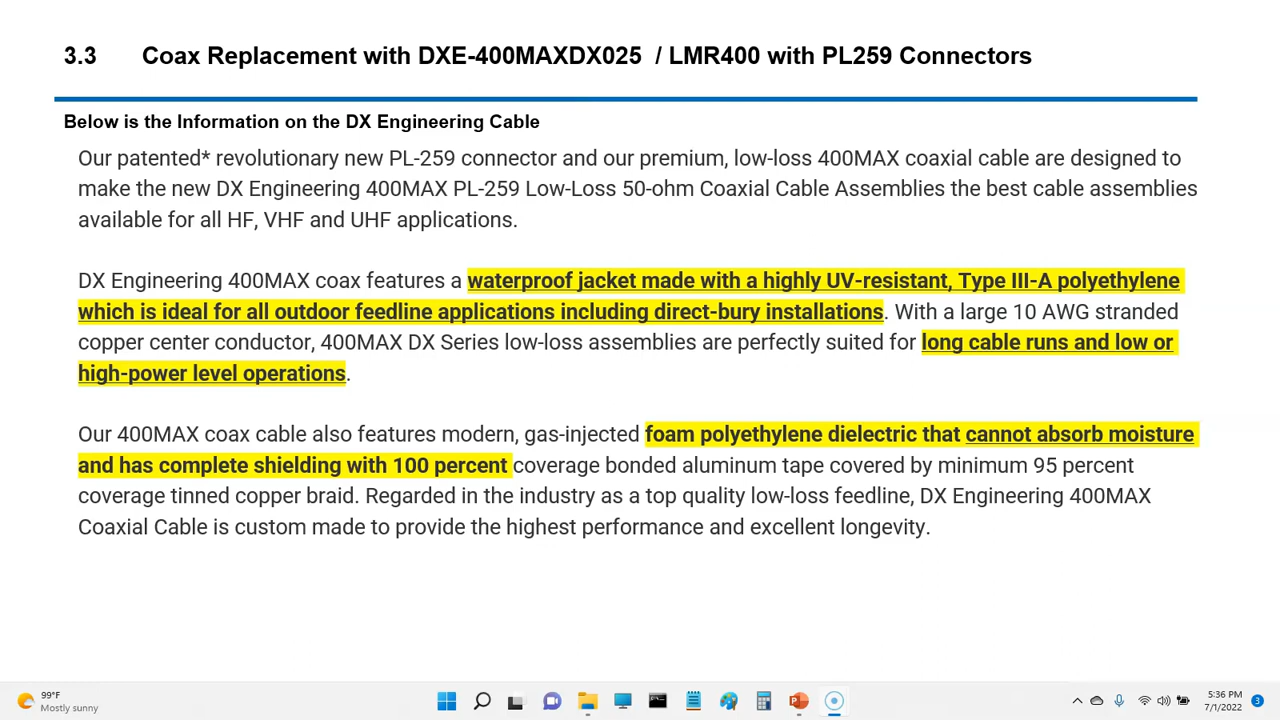 3.3 Coax Replacement with DXE-400MAXDX025 / LMR400 with PL259 Connectors
Below is the Information on the DX Engineering Cable
Our patented* revolutionary new PL-259 connector and our premium, low-loss 400MAX coaxial cable are designed to
make the new DX Engineering 400MAX PL-259 Low-Loss 50-ohm Coaxial Cable Assemblies the best cable assemblies
available for all HF, VHF and UHF applications.
DX Engineering 400MAX coax features a waterproof jacket made with a highly UV-resistant, Type III-A polyethylene
which is ideal for all outdoor feedline applications including direct-bury installations. With a large 10 AWG stranded
copper center conductor, 400MAX DX Series low-loss assemblies are perfectly suited for long cable runs and low or
high-power level operations.
Our 400MAX coax cable also features modern, gas-injected foam polyethylene dielectric that cannot absorb moisture
and has complete shielding with 100 percent coverage bonded aluminum tape covered by minimum 95 percent
coverage tinned copper braid. Regarded in the industry as a top quality low-loss feedline, DX Engineering 400MAX
Coaxial Cable is custom made to provide the highest performance and excellent longevity.
99°F
Mostly sunny
5:36 PM
7/1/2022
3